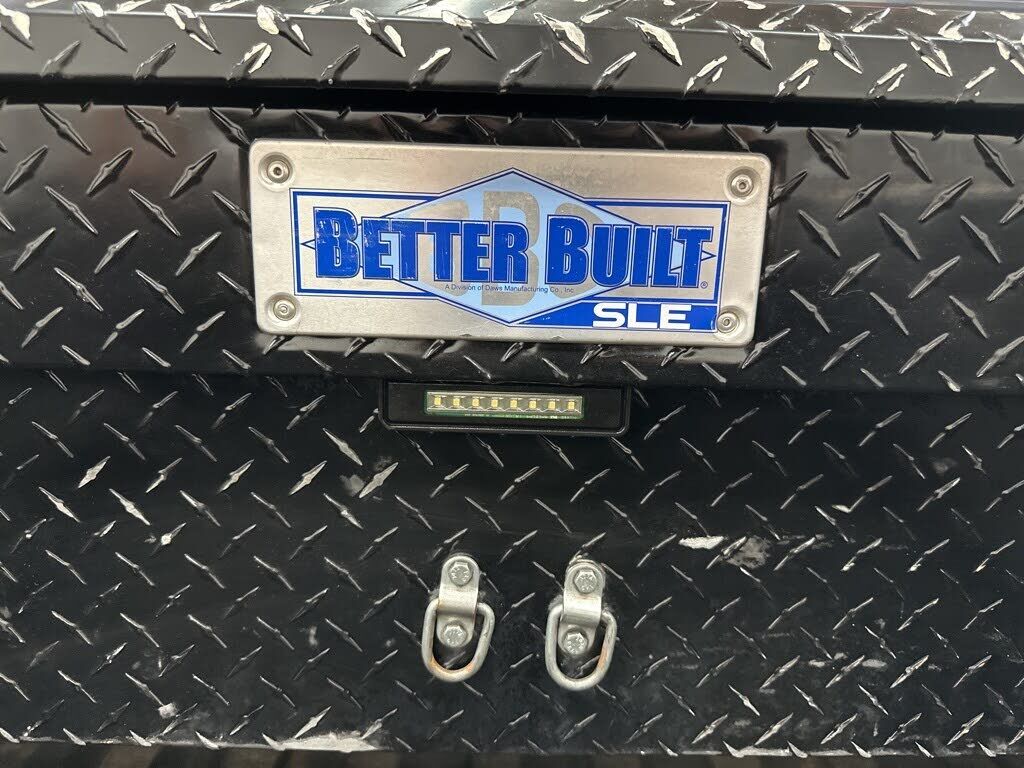 BETTER BUILT®
A Division of Daws Manufacturing Co., Inc.
SLE